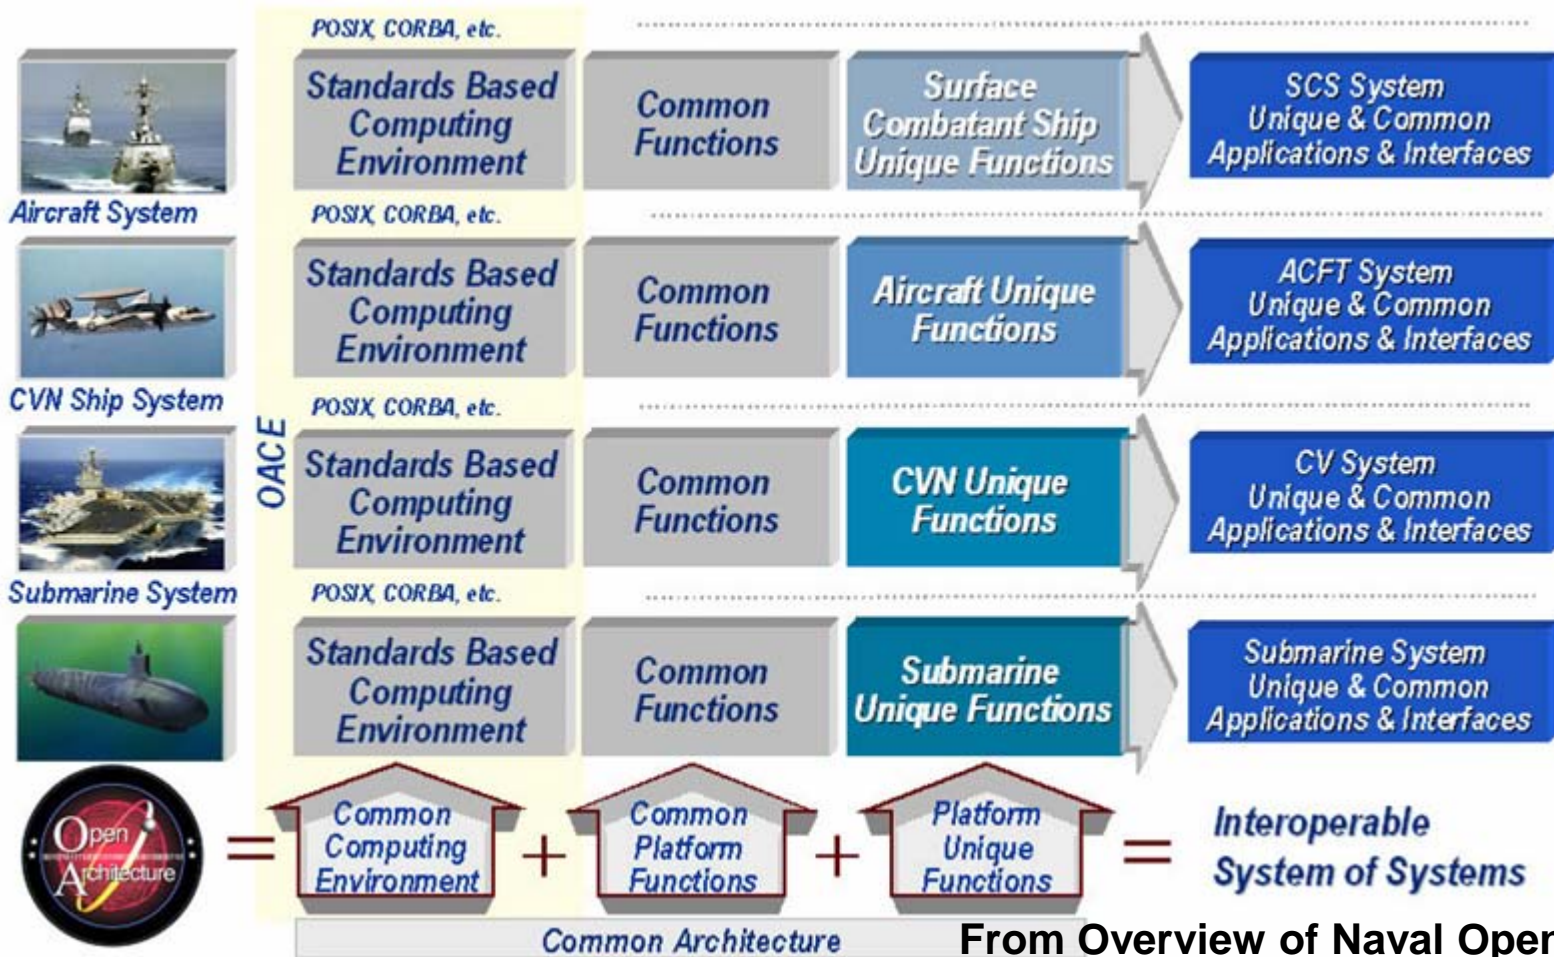 POSIX, CORBA, etc.
Standards Based
Computing
Environment
Common
Functions
Surface
Combatant Ship
Unique Functions
SCS System
Unique & Common
Applications & Interfaces
Aircraft System
POSIX, CORBA, etc.
Standards Based
Computing
Environment
Common
Functions
Aircraft Unique
Functions
ACFT System
Unique & Common
Applications & Interfaces
CVN Ship System
OACE
POSIX, CORBA, etc.
Standards Based
Computing
Environment
Common
Functions
CVN Unique
Functions
CV System
Unique & Common
Applications & Interfaces
Submarine System
POSIX, CORBA, etc.
Standards Based
Computing
Environment
Common
Functions
Submarine
Unique Functions
Submarine System
Unique & Common
Applications & Interfaces
Open
Architecture
=
Common
Computing
Environment
+
Common
Platform
Functions
+
Platform
Unique
Functions
=
Interoperable
System of Systems
Common Architecture
From Overview of Naval Open